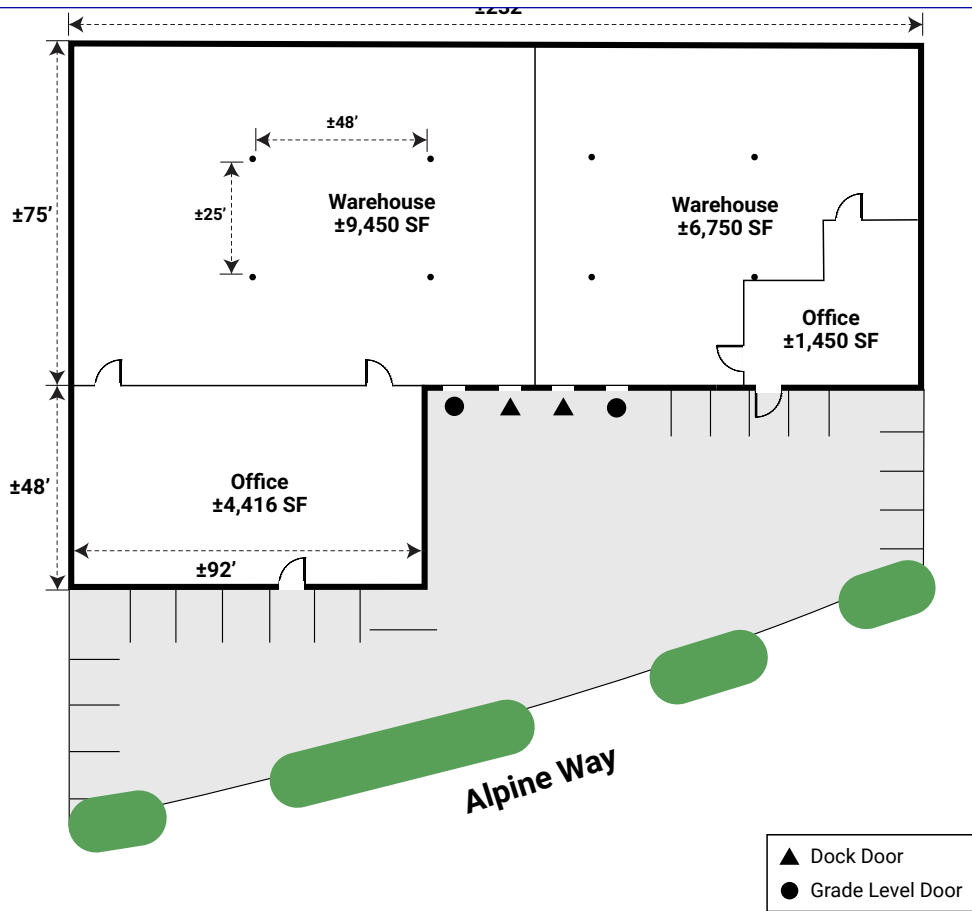 ±232'
±48’
±25’
±75’
Warehouse
±9,450 SF
Warehouse
±6,750 SF
Office
±1,450 SF
±48’
Office
±4,416 SF
±92’
Alpine Way
Dock Door
Grade Level Door